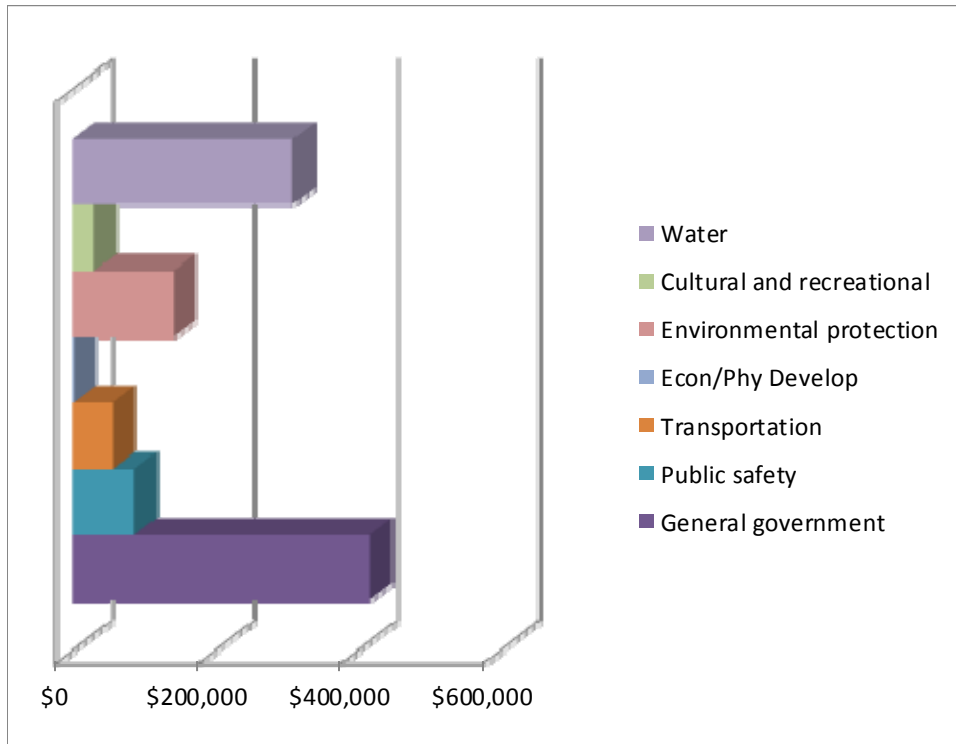 Water
Cultural and recreational
Environmental protection
Econ/Phy Develop
Transportation
Public safety
General government
$0 $200,000 $400,000 $600,000